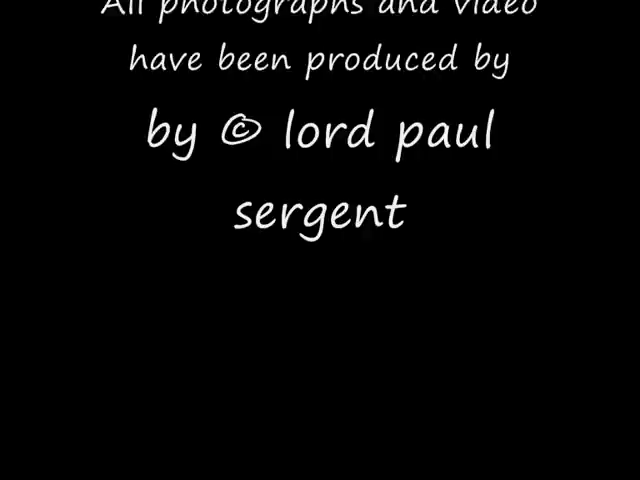 All photographs and video
have been produced by
by © lord paul
sergent